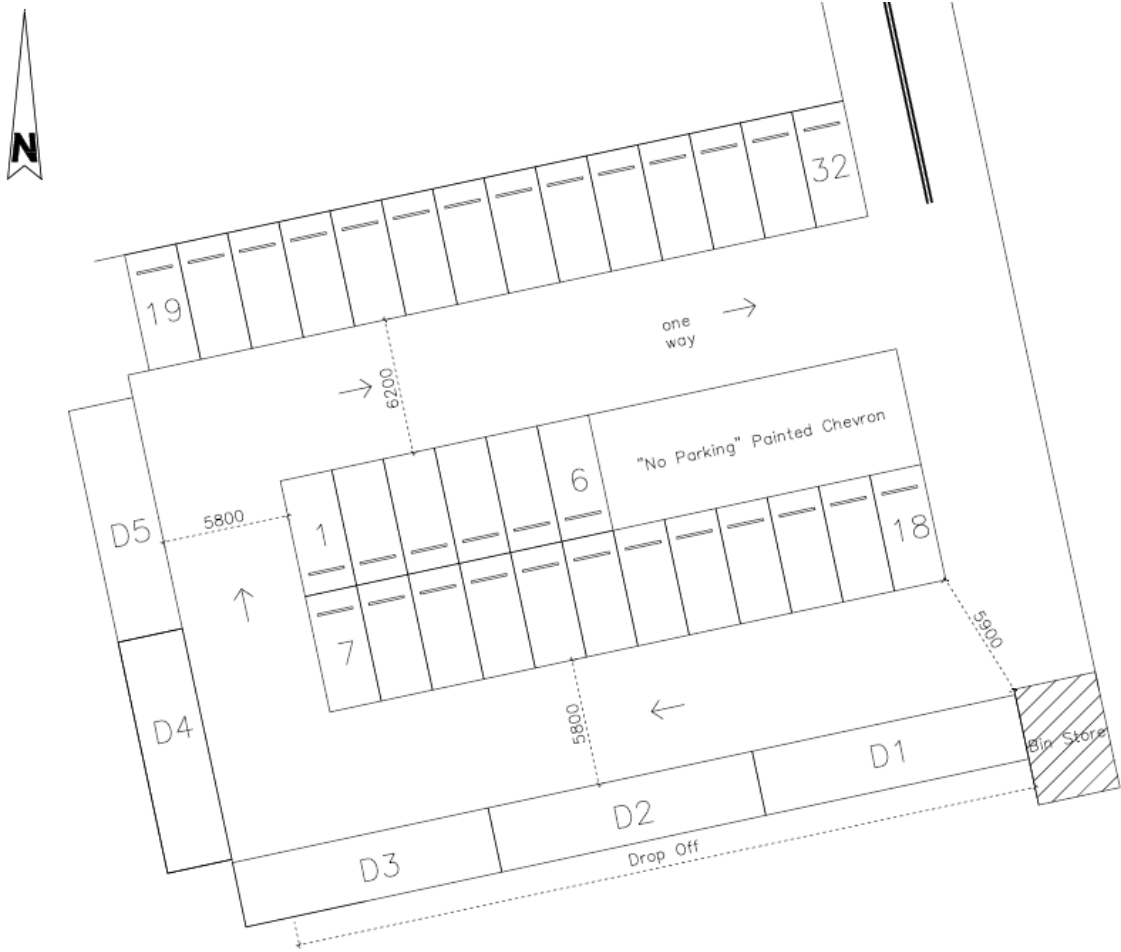 N
32
19
one
way
6200
"No Parking" Painted Chevron
6
5800
D5
1
18
7
5900
D4
5800
Bin Store
D1
D2
Drop Off
D3